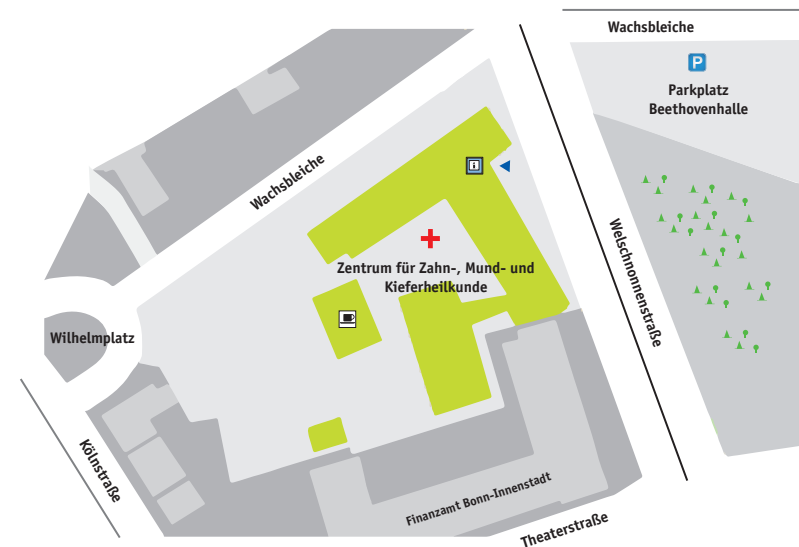 Wachsbleiche
P
Parkplatz
Beethovenhalle
Wachsbleiche
i
Welschnonnenstraße
Zentrum für Zahn-, Mund- und
Kieferheilkunde
Wilhelmplatz
Kölnstraße
Finanzamt Bonn-Innenstadt
Theaterstraße